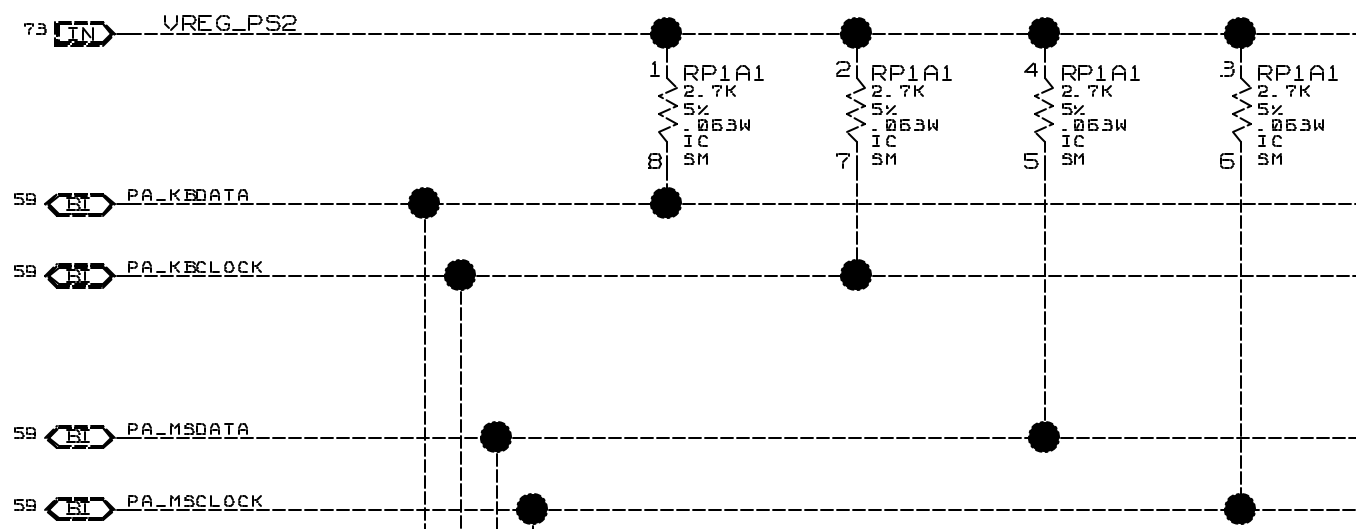 73 IN VREG_PS2
1 RP1A1
2.7K
5%
.063W
IC
8 SM
2 RP1A1
2.7K
5%
.063W
IC
7 SM
4 RP1A1
2.7K
5%
.063W
IC
5 SM
3 RP1A1
2.7K
5%
.063W
IC
6 SM
59 BI PA_KBDATA
59 BI PA_KBCLOCK
59 BI PA_MSDATA
59 BI PA_MSCLOCK